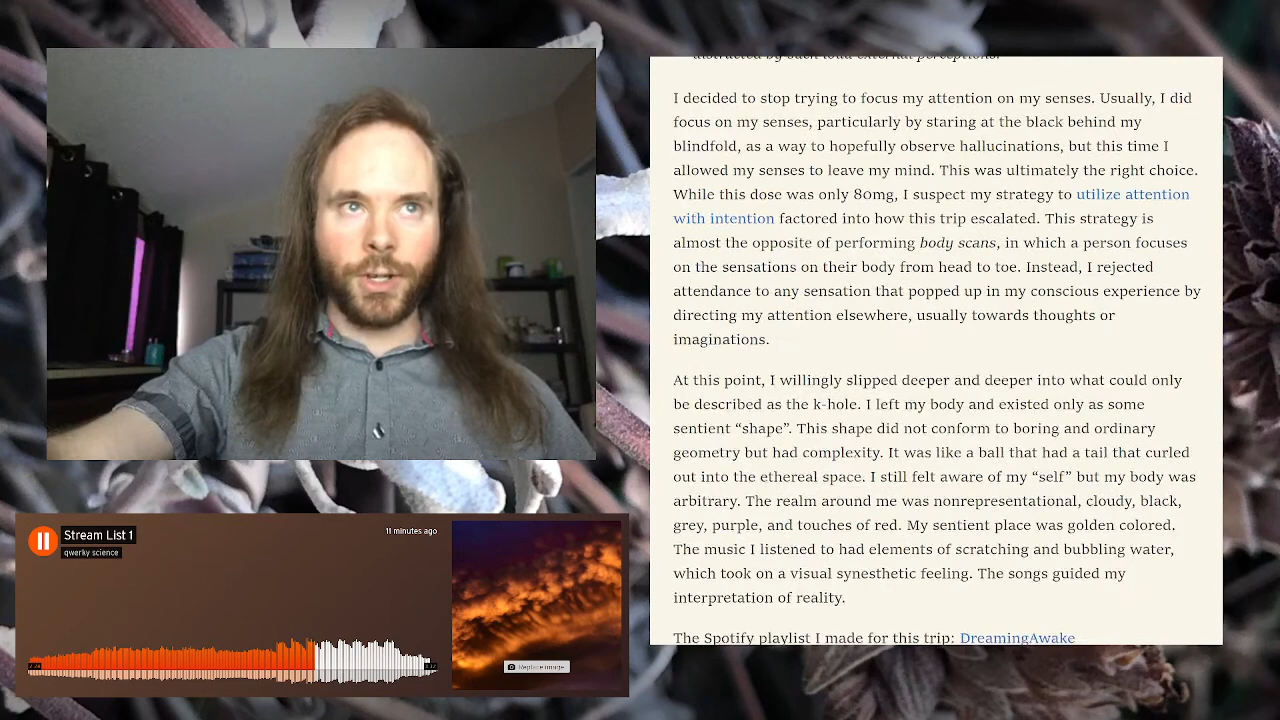 distracted by such loud external perceptions.
I decided to stop trying to focus my attention on my senses. Usually, I did
focus on my senses, particularly by staring at the black behind my
blindfold, as a way to hopefully observe hallucinations, but this time I
allowed my senses to leave my mind. This was ultimately the right choice.
While this dose was only 80mg, I suspect my strategy to utilize attention
with intention factored into how this trip escalated. This strategy is
almost the opposite of performing body scans, in which a person focuses
on the sensations on their body from head to toe. Instead, I rejected
attendance to any sensation that popped up in my conscious experience by
directing my attention elsewhere, usually towards thoughts or
imaginations.
At this point, I willingly slipped deeper and deeper into what could only
be described as the k-hole. I left my body and existed only as some
sentient “shape”. This shape did not conform to boring and ordinary
geometry but had complexity. It was like a ball that had a tail that curled
out into the ethereal space. I still felt aware of my “self” but my body was
arbitrary. The realm around me was nonrepresentational, cloudy, black,
grey, purple, and touches of red. My sentient place was golden colored.
The music I listened to had elements of scratching and bubbling water,
which took on a visual synesthetic feeling. The songs guided my
interpretation of reality.
The Spotify playlist I made for this trip: DreamingAwake
Stream List 1
qwerky science
11 minutes ago
Replace image